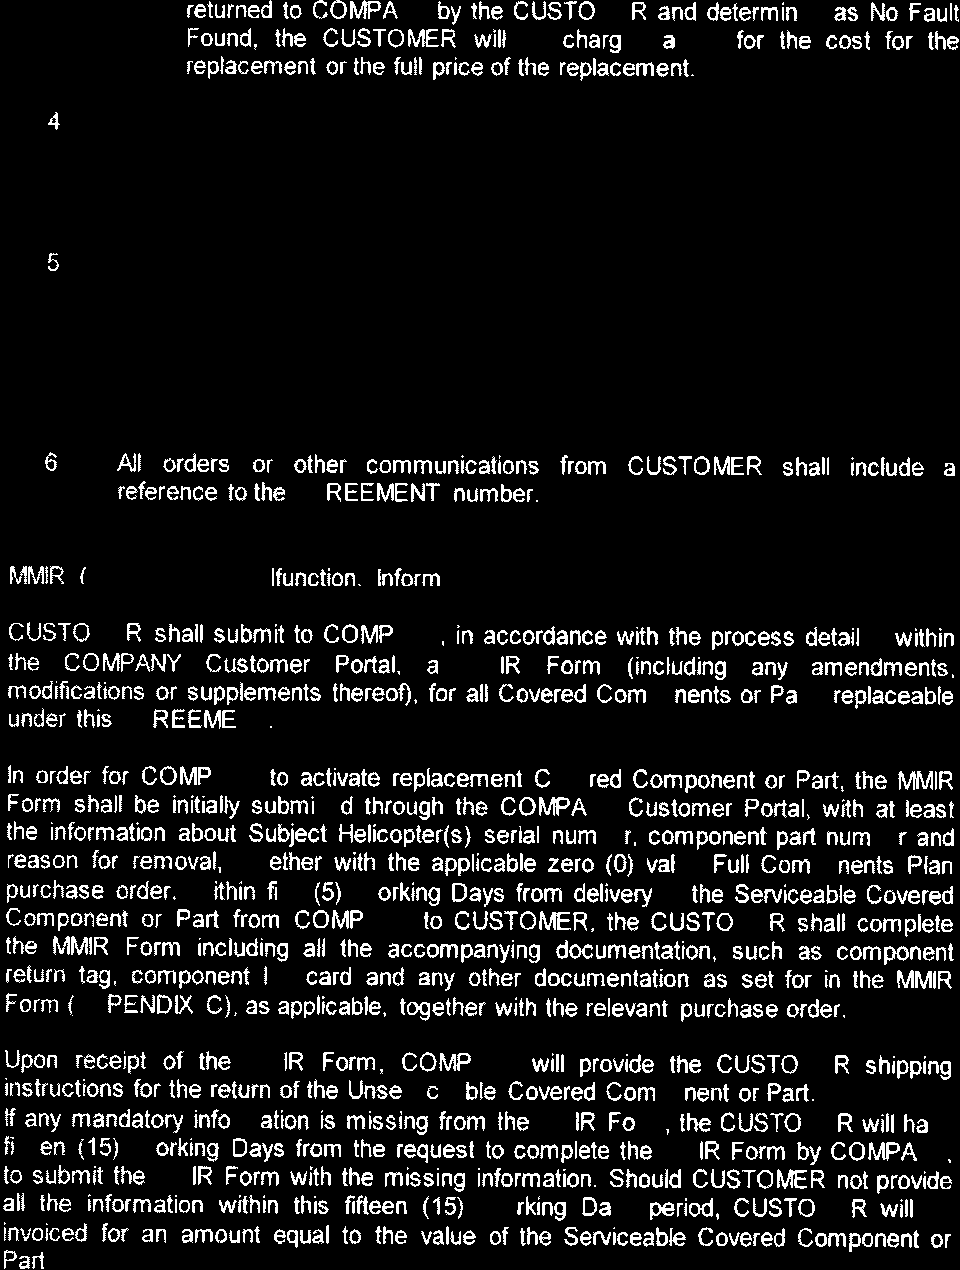 returned to COMPA by the CUSTO R and determin as No Fault
Found, the CUSTOMER will charg a for the cost for the
replacement or the full price of the replacement.
4
5
6 All orders or other communications from CUSTOMER shall include a
reference to the REEMENT number.
MMIR ( lfunction. Inform
CUSTO R shall submit to COMP , in accordance with the process detail within
the COMPANY Customer Portal, a IR Form (including any amendments,
modifications or supplements thereof), for all Covered Com nents or Pa replaceable
under this REEME .
In order for COMP to activate replacement C red Component or Part, the MMIR
Form shall be initially submi d through the COMPA Customer Portal, with at least
the information about Subject Helicopter(s) serial num r, component part num r and
reason for removal, ether with the applicable zero (0) val Full Com nents Plan
purchase order. ithin fi (5) orking Days from delivery the Serviceable Covered
Component or Part from COMP to CUSTOMER, the CUSTO R shall complete
the MMIR Form including all the accompanying documentation, such as component
return tag, component l card and any other documentation as set for in the MMIR
Form ( PENDIX C), as applicable, together with the relevant purchase order.
Upon receipt of the IR Form, COMP will provide the CUSTO R shipping
instructions for the return of the Unse c ble Covered Com nent or Part.
If any mandatory info ation is missing from the IR Fo , the CUSTO R will ha
fi en (15) orking Days from the request to complete the IR Form by COMPA ,
to submit the IR Form with the missing information. Should CUSTOMER not provide
all the information within this fifteen (15) rking Da period, CUSTO R will
invoiced for an amount equal to the value of the Serviceable Covered Component or
Part